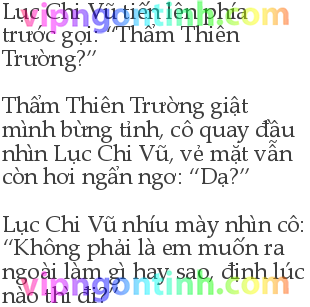 vipngontinh.com
Lục Chi Vũ tiến lên phía
trước gọi: “Thẩm Thiên
Trường?”
Thẩm Thiên Trường giật
mình bừng tỉnh, cô quay đầu
nhìn Lục Chi Vũ, vẻ mặt vẫn
còn hơi ngẩn ngơ: “Dạ?”
Lục Chi Vũ nhíu mày nhìn cô:
“Không phải là em muốn ra
ngoài làm gì hay sao, định lúc
nào thì đi?”
vipngontinh.com